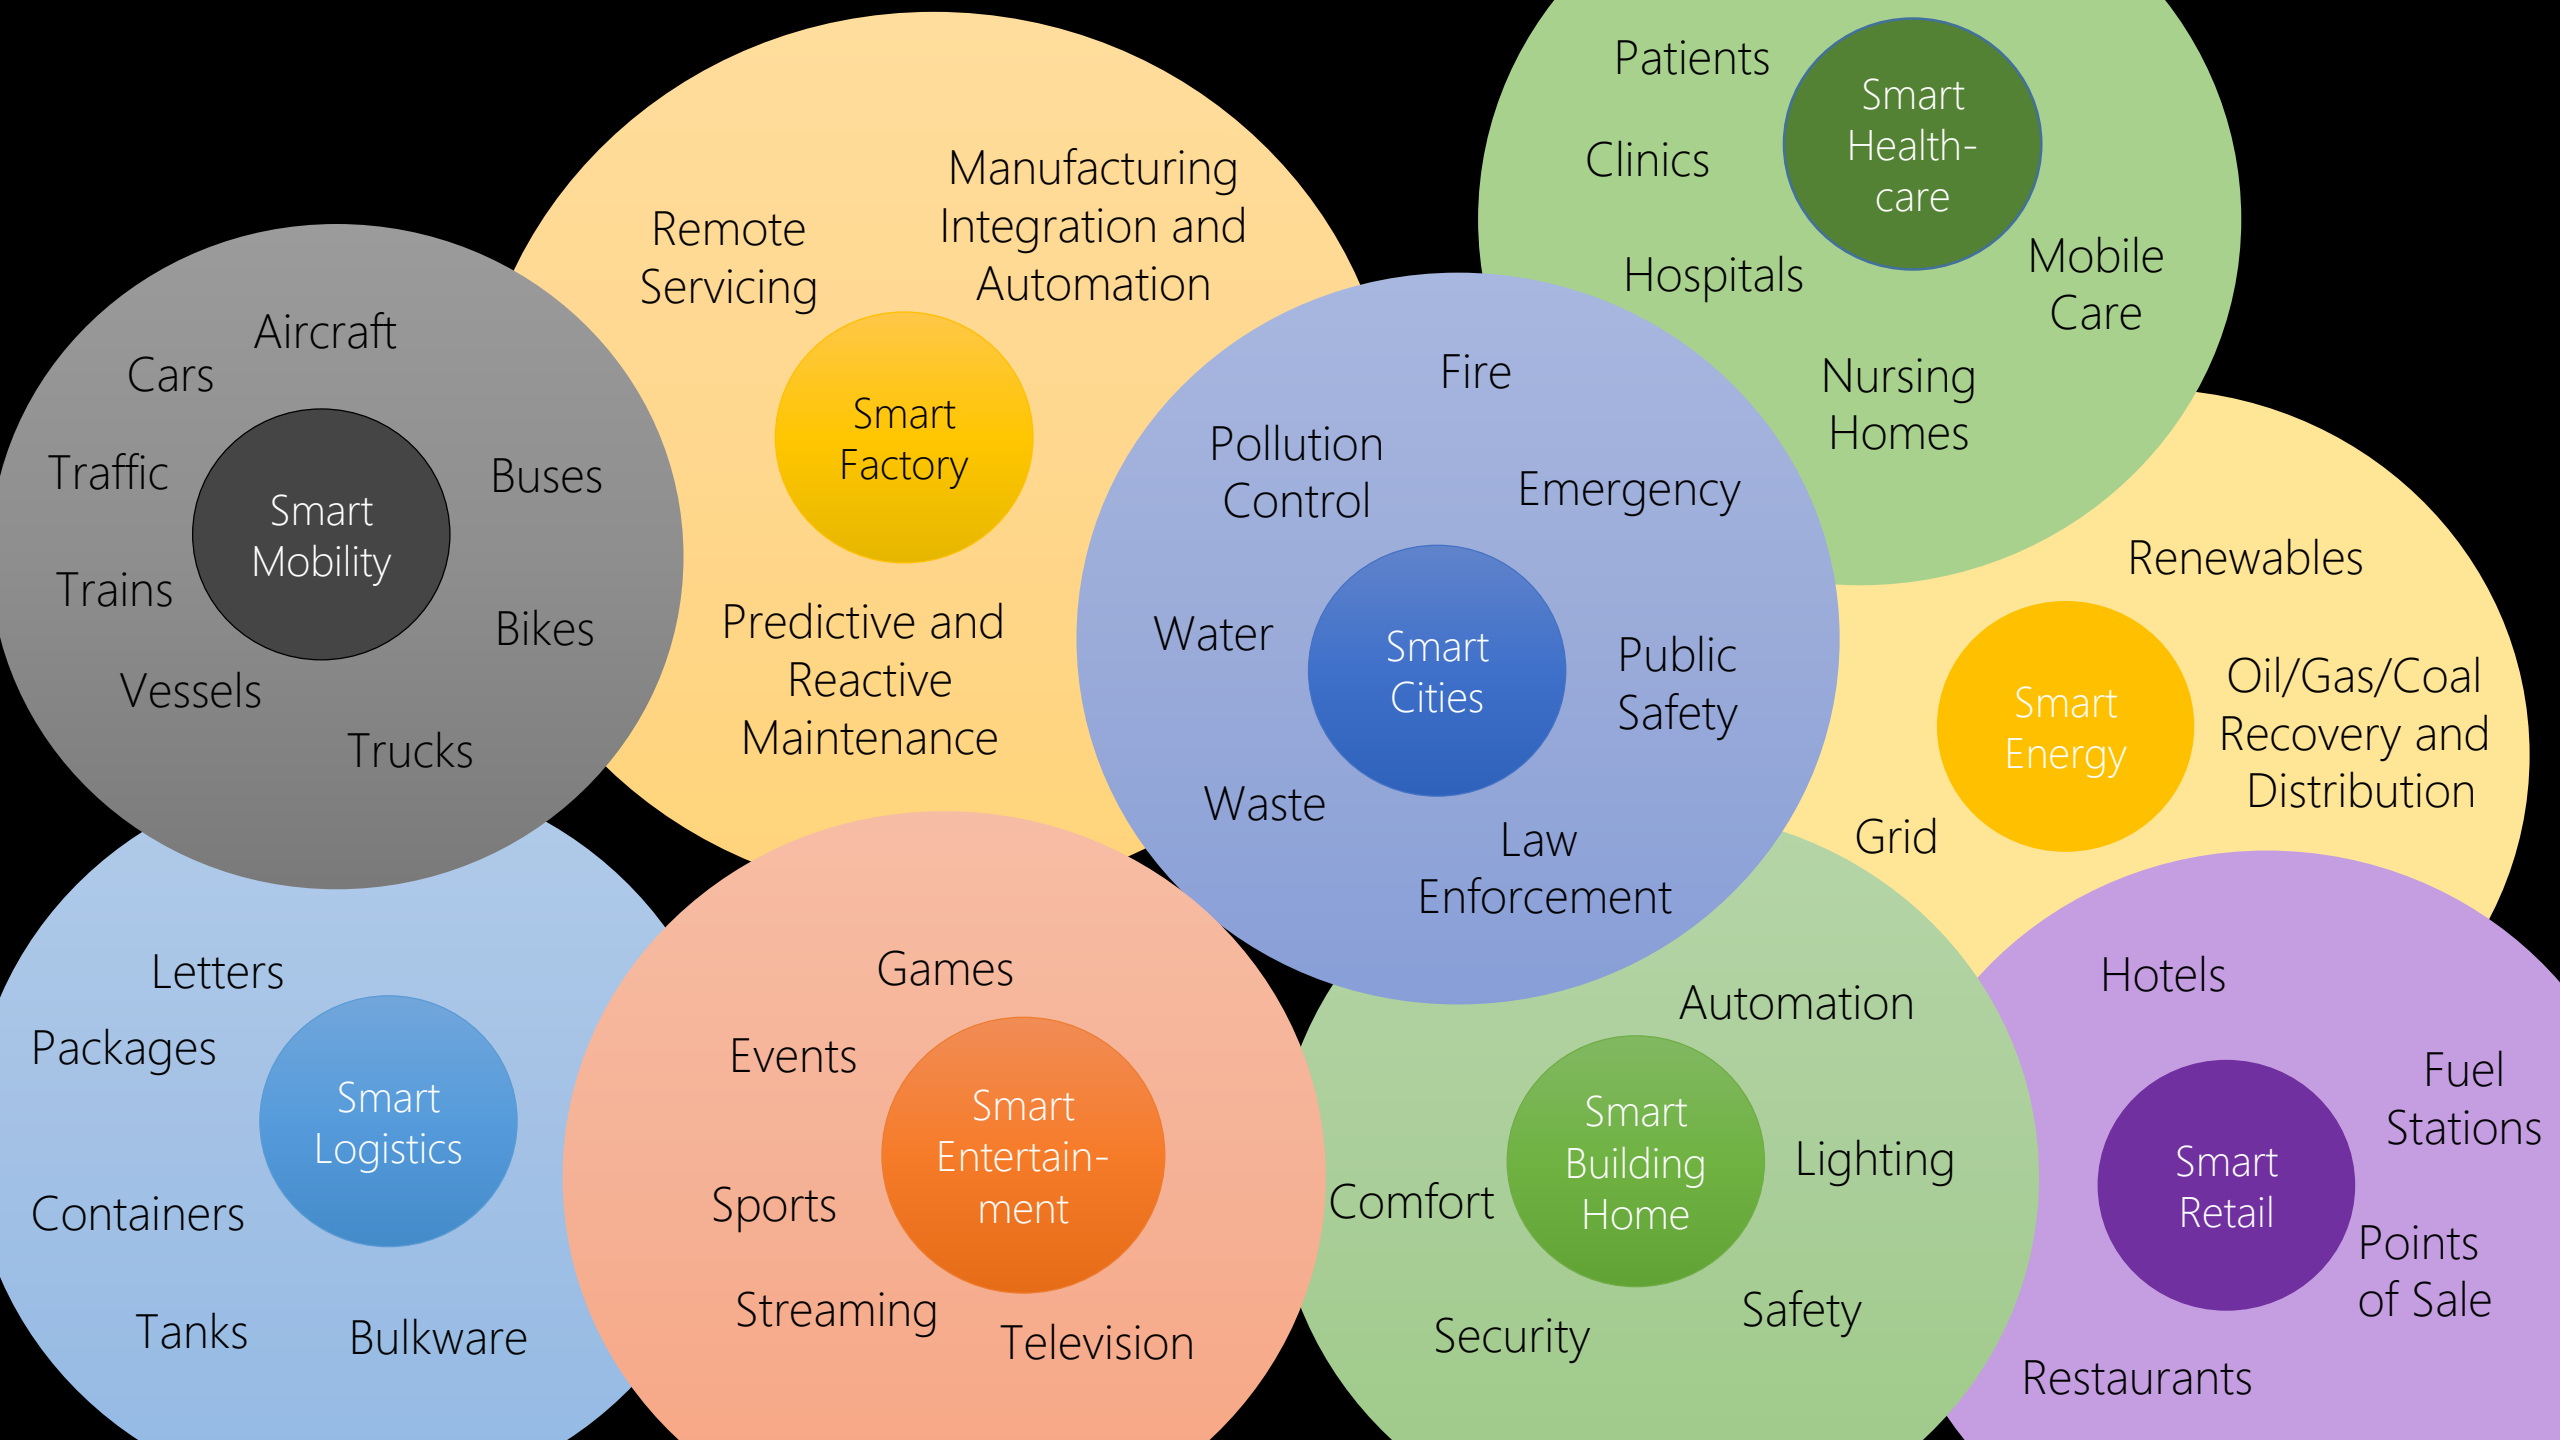 Patients
Smart
Health-
care
Clinics
Hospitals
Mobile
Care
Nursing
Homes
Manufacturing
Integration and
Automation
Remote
Servicing
Smart
Factory
Predictive and
Reactive
Maintenance
Aircraft
Cars
Traffic
Buses
Smart
Mobility
Trains
Bikes
Vessels
Trucks
Fire
Pollution
Control
Emergency
Water
Smart
Cities
Public
Safety
Waste
Law
Enforcement
Renewables
Smart
Energy
Oil/Gas/Coal
Recovery and
Distribution
Grid
Letters
Packages
Smart
Logistics
Containers
Tanks
Bulkware
Games
Events
Smart
Entertain-
ment
Sports
Streaming
Television
Automation
Smart
Building
Home
Lighting
Comfort
Safety
Security
Hotels
Fuel
Stations
Smart
Retail
Points
of Sale
Restaurants